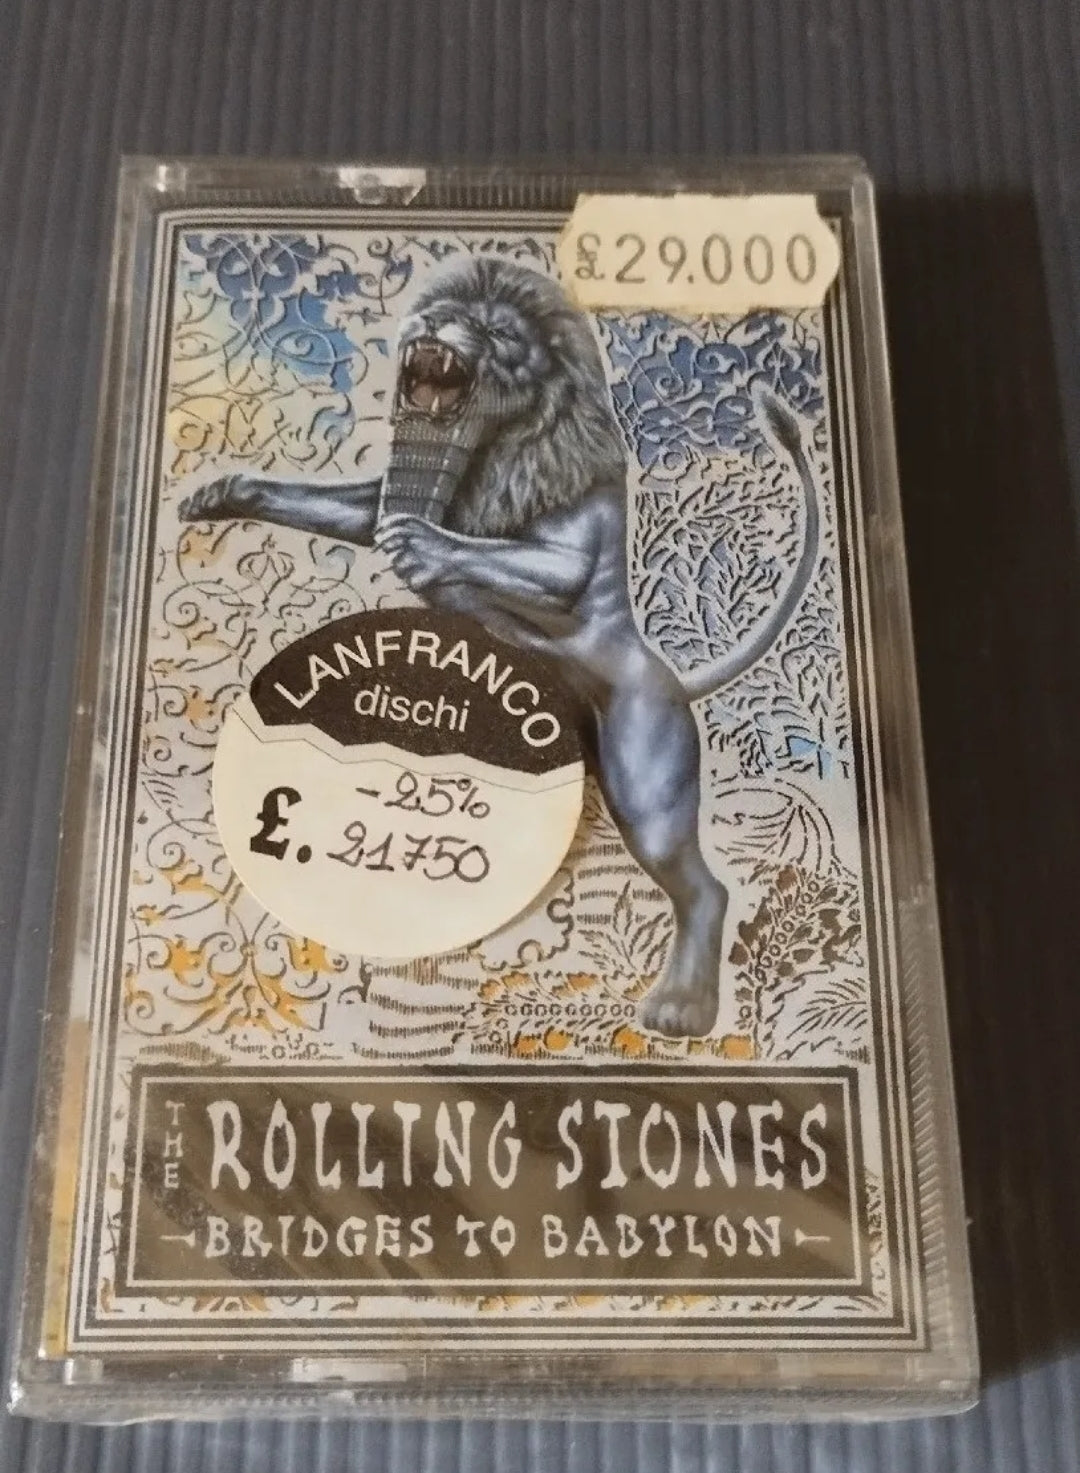 £29.000
LANFRANCO
dischi
-25%
£. 21750
THE
ROLLING STONES
BRIDGES TO BABYLON